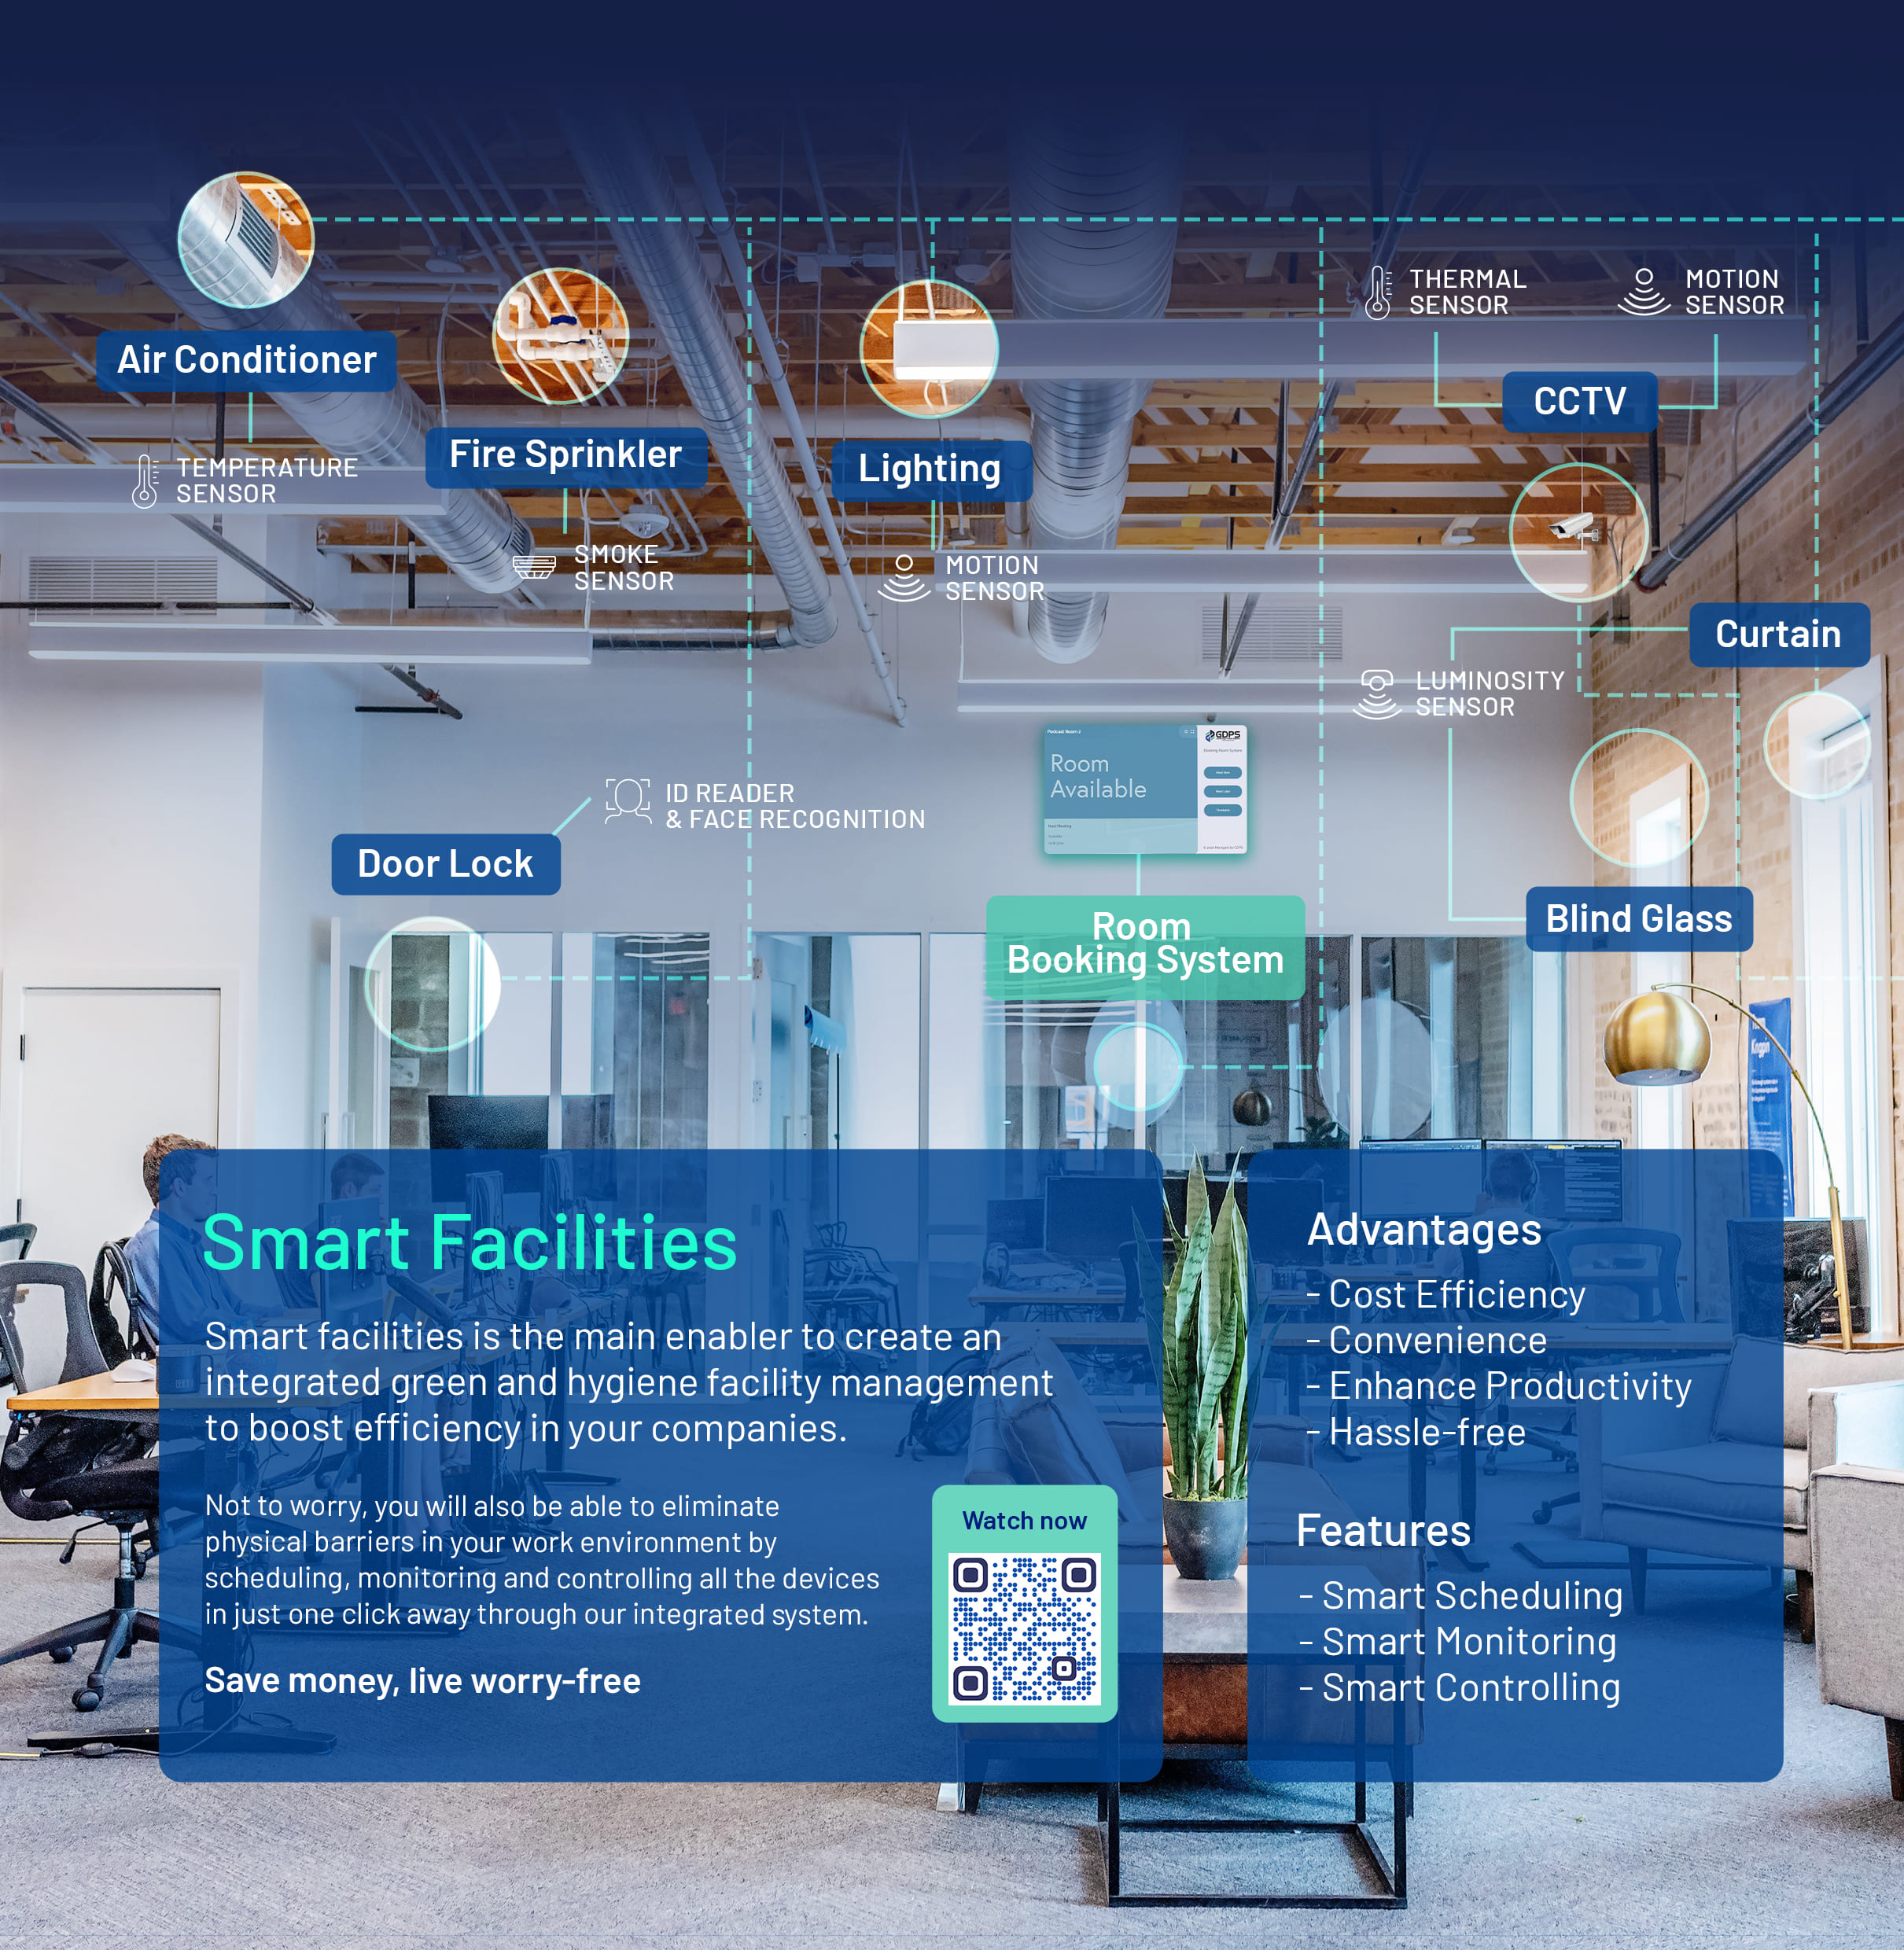 THERMAL
SENSOR
MOTION
SENSOR
Air Conditioner
CCTV
Fire Sprinkler
Lighting
TEMPERATURE
SENSOR
SMOKE
SENSOR
MOTION
SENSOR
Curtain
LUMINOSITY
SENSOR
Podcast Room 2
GDPS
Room
Available
ID READER
& FACE RECOGNITION
Door Lock
Room
Booking System
Blind Glass
Smart Facilities
Smart facilities is the main enabler to create an
integrated green and hygiene facility management
to boost efficiency in your companies.
Not to worry, you will also be able to eliminate
physical barriers in your work environment by
scheduling, monitoring and controlling all the devices
in just one click away through our integrated system.
Save money, live worry-free
Watch now
Advantages
- Cost Efficiency
- Convenience
- Enhance Productivity
- Hassle-free
Features
- Smart Scheduling
- Smart Monitoring
- Smart Controlling